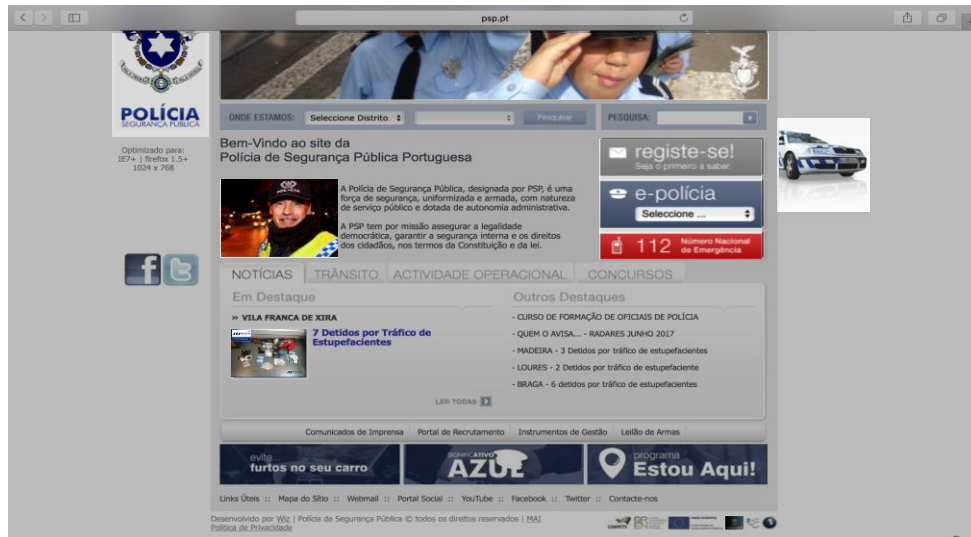 psp.pt
POLÍCIA
SEGURANÇA PÚBLICA
Optimizado para:
IE7+ | firefox 1.5+
1024 x 768
ONDE ESTAMOS:
Seleccione Distrito
Pesquisar
PESQUISA:
Bem-Vindo ao site da
Polícia de Segurança Pública Portuguesa
A Polícia de Segurança Pública, designada por PSP, é uma
força de segurança, uniformizada e armada, com natureza
de serviço público e dotada de autonomia administrativa.
A PSP tem por missão assegurar a legalidade
democrática, garantir a segurança interna e os direitos
dos cidadãos, nos termos da Constituição e da lei.
registe-se!
Seja o primeiro a saber.
e-polícia
Seleccione ...
112 Número Nacional
de Emergência
NOTÍCIAS
TRÂNSITO
ACTIVIDADE OPERACIONAL
CONCURSOS
Em Destaque
» VILA FRANCA DE XIRA
7 Detidos por Tráfico de
Estupefacientes
LER TODAS
Outros Destaques
- CURSO DE FORMAÇÃO DE OFICIAIS DE POLÍCIA
- QUEM O AVISA... - RADARES JUNHO 2017
- MADEIRA - 3 Detidos por tráfico de estupefacientes
- LOURES - 2 Detidos por tráfico de estupefaciente
- BRAGA - 6 detidos por tráfico de estupefacientes
Comunicados de Imprensa Portal de Recrutamento Instrumentos de Gestão Leilão de Armas
evite...
furtos no seu carro
SIGNIFICATIVO
AZUL
programa
Estou Aqui!
Links Úteis :: Mapa do Sítio :: Webmail :: Portal Social :: YouTube :: Facebook :: Twitter :: Contacte-nos
Desenvolvido por Wiz | Polícia de Segurança Pública © todos os direitos reservados | MAI
Política de Privacidade
COMPETE